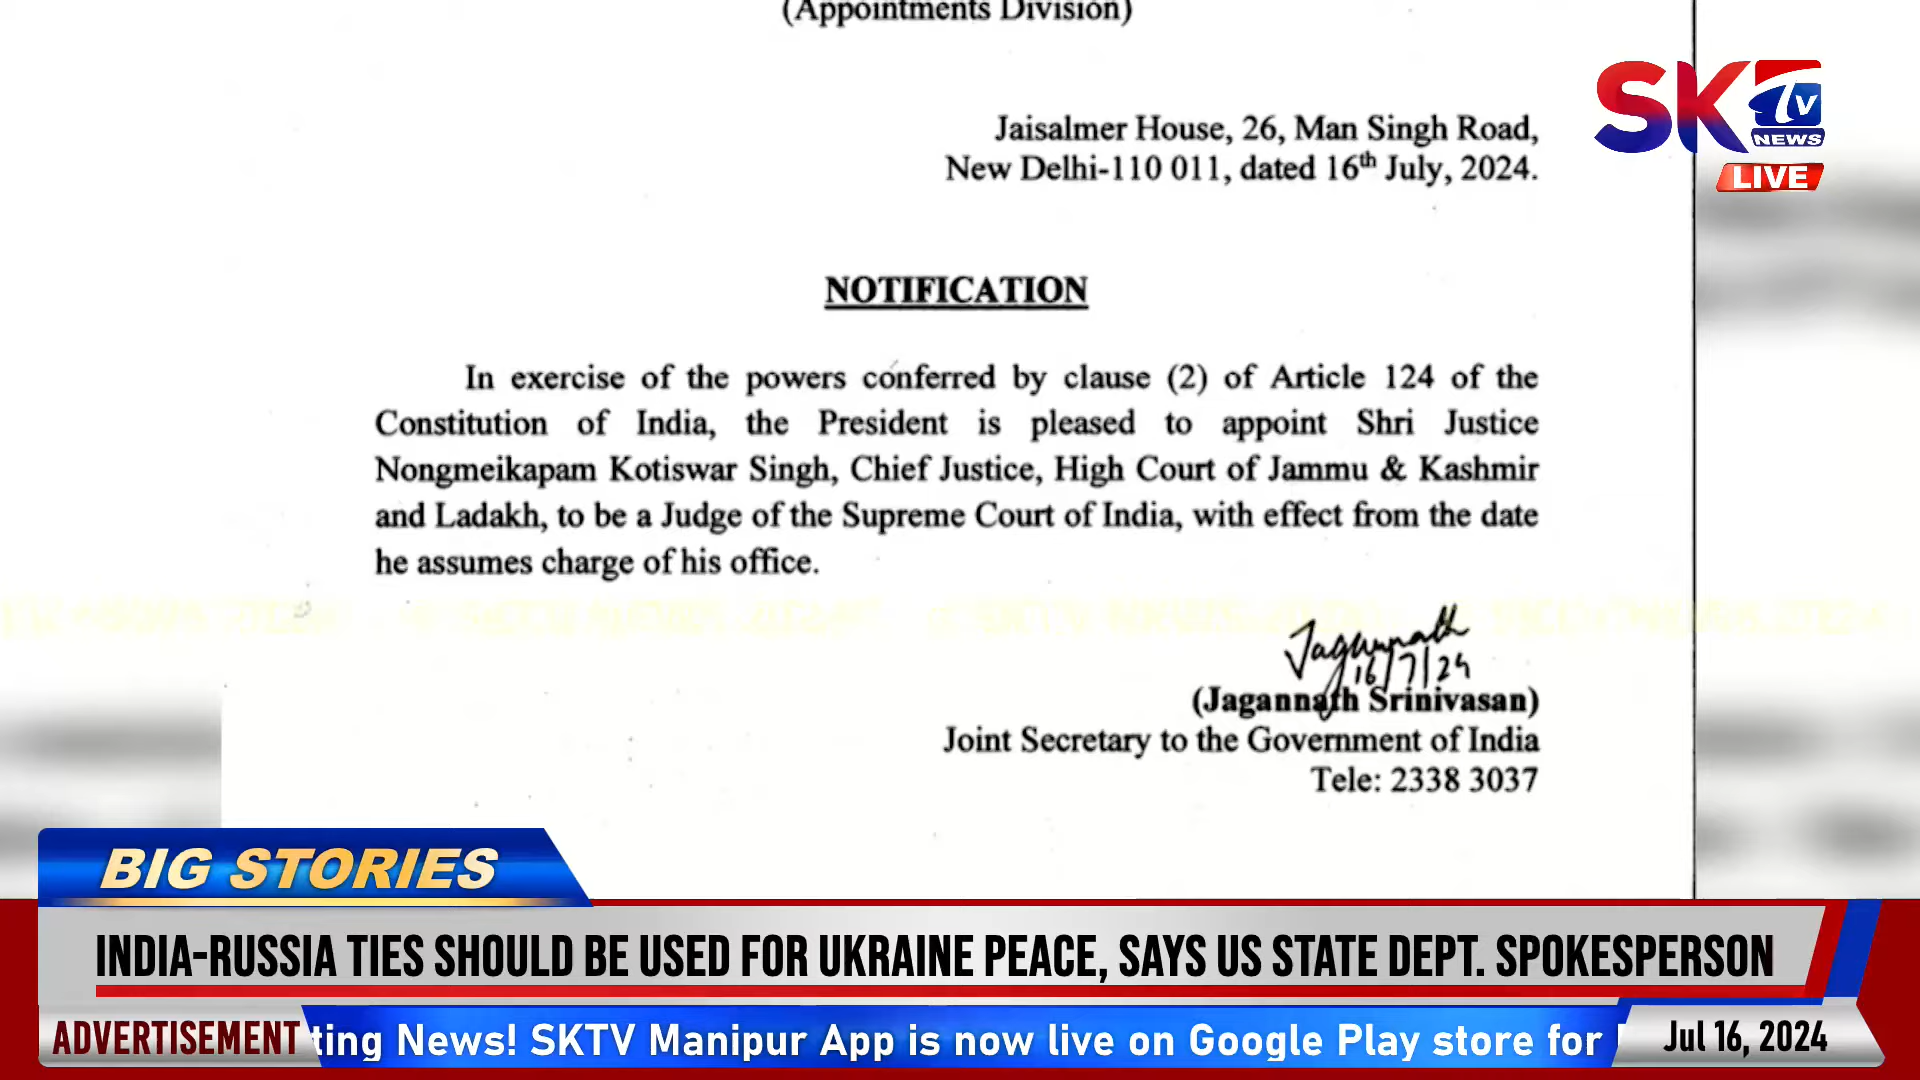 (Appointments Division)
Jaisalmer House, 26, Man Singh Road,
New Delhi-110 011, dated 16th July, 2024.
NOTIFICATION
In exercise of the powers conferred by clause (2) of Article 124 of the
Constitution of India, the President is pleased to appoint Shri Justice
Nongmeikapam Kotiswar Singh, Chief Justice, High Court of Jammu & Kashmir
and Ladakh, to be a Judge of the Supreme Court of India, with effect from the date
he assumes charge of his office.
Jagannath
16/7/24
(Jagannath Srinivasan)
Joint Secretary to the Government of India
Tele: 2338 3037
SK TV
NEWS
LIVE
BIG STORIES
INDIA-RUSSIA TIES SHOULD BE USED FOR UKRAINE PEACE, SAYS US STATE DEPT. SPOKESPERSON
ADVERTISEMENT ting News! SKTV Manipur App is now live on Google Play store for Jul 16, 2024